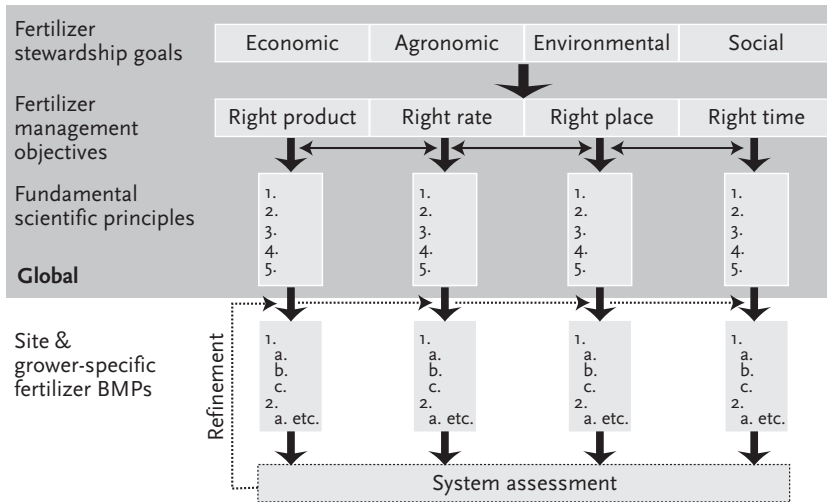 Fertilizer
stewardship goals
Economic
Agronomic
Environmental
Social
Fertilizer
management
objectives
Right product
Right rate
Right place
Right time
Fundamental
scientific principles
1.
2.
3.
4.
5.
1.
2.
3.
4.
5.
1.
2.
3.
4.
5.
1.
2.
3.
4.
5.
Global
Site &
grower-specific
fertilizer BMPs
Refinement
1.
a.
b.
c.
2.
a. etc.
1.
a.
b.
c.
2.
a. etc.
1.
a.
b.
c.
2.
a. etc.
1.
a.
b.
c.
2.
a. etc.
System assessment